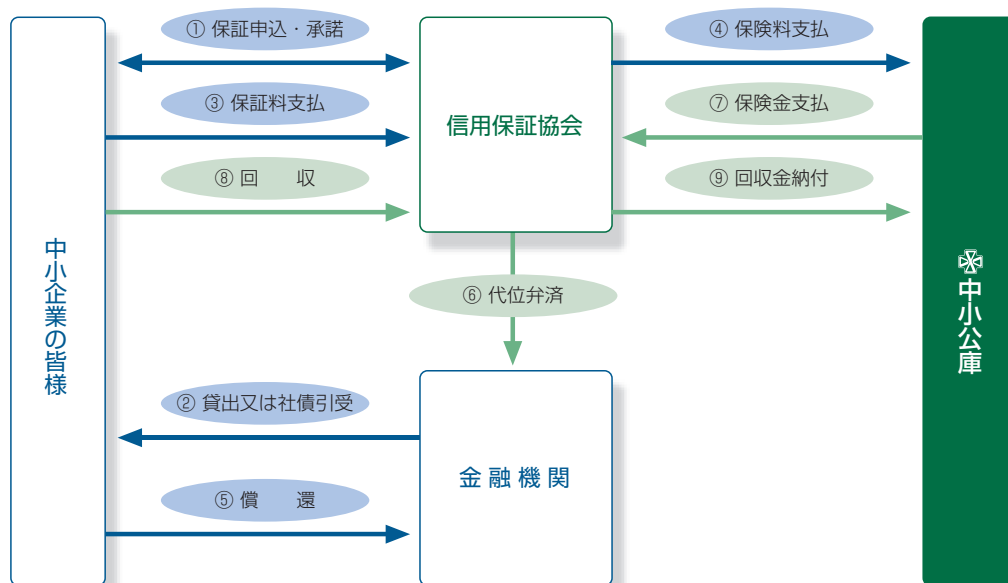 ① 保証申込・承諾
④ 保険料支払
③ 保証料支払
信用保証協会
⑦ 保険金支払
⑧ 回　　収
⑨ 回収金納付
中小企業の皆様
⑥ 代位弁済
中小公庫
② 貸出又は社債引受
金融機関
⑤ 償　　還